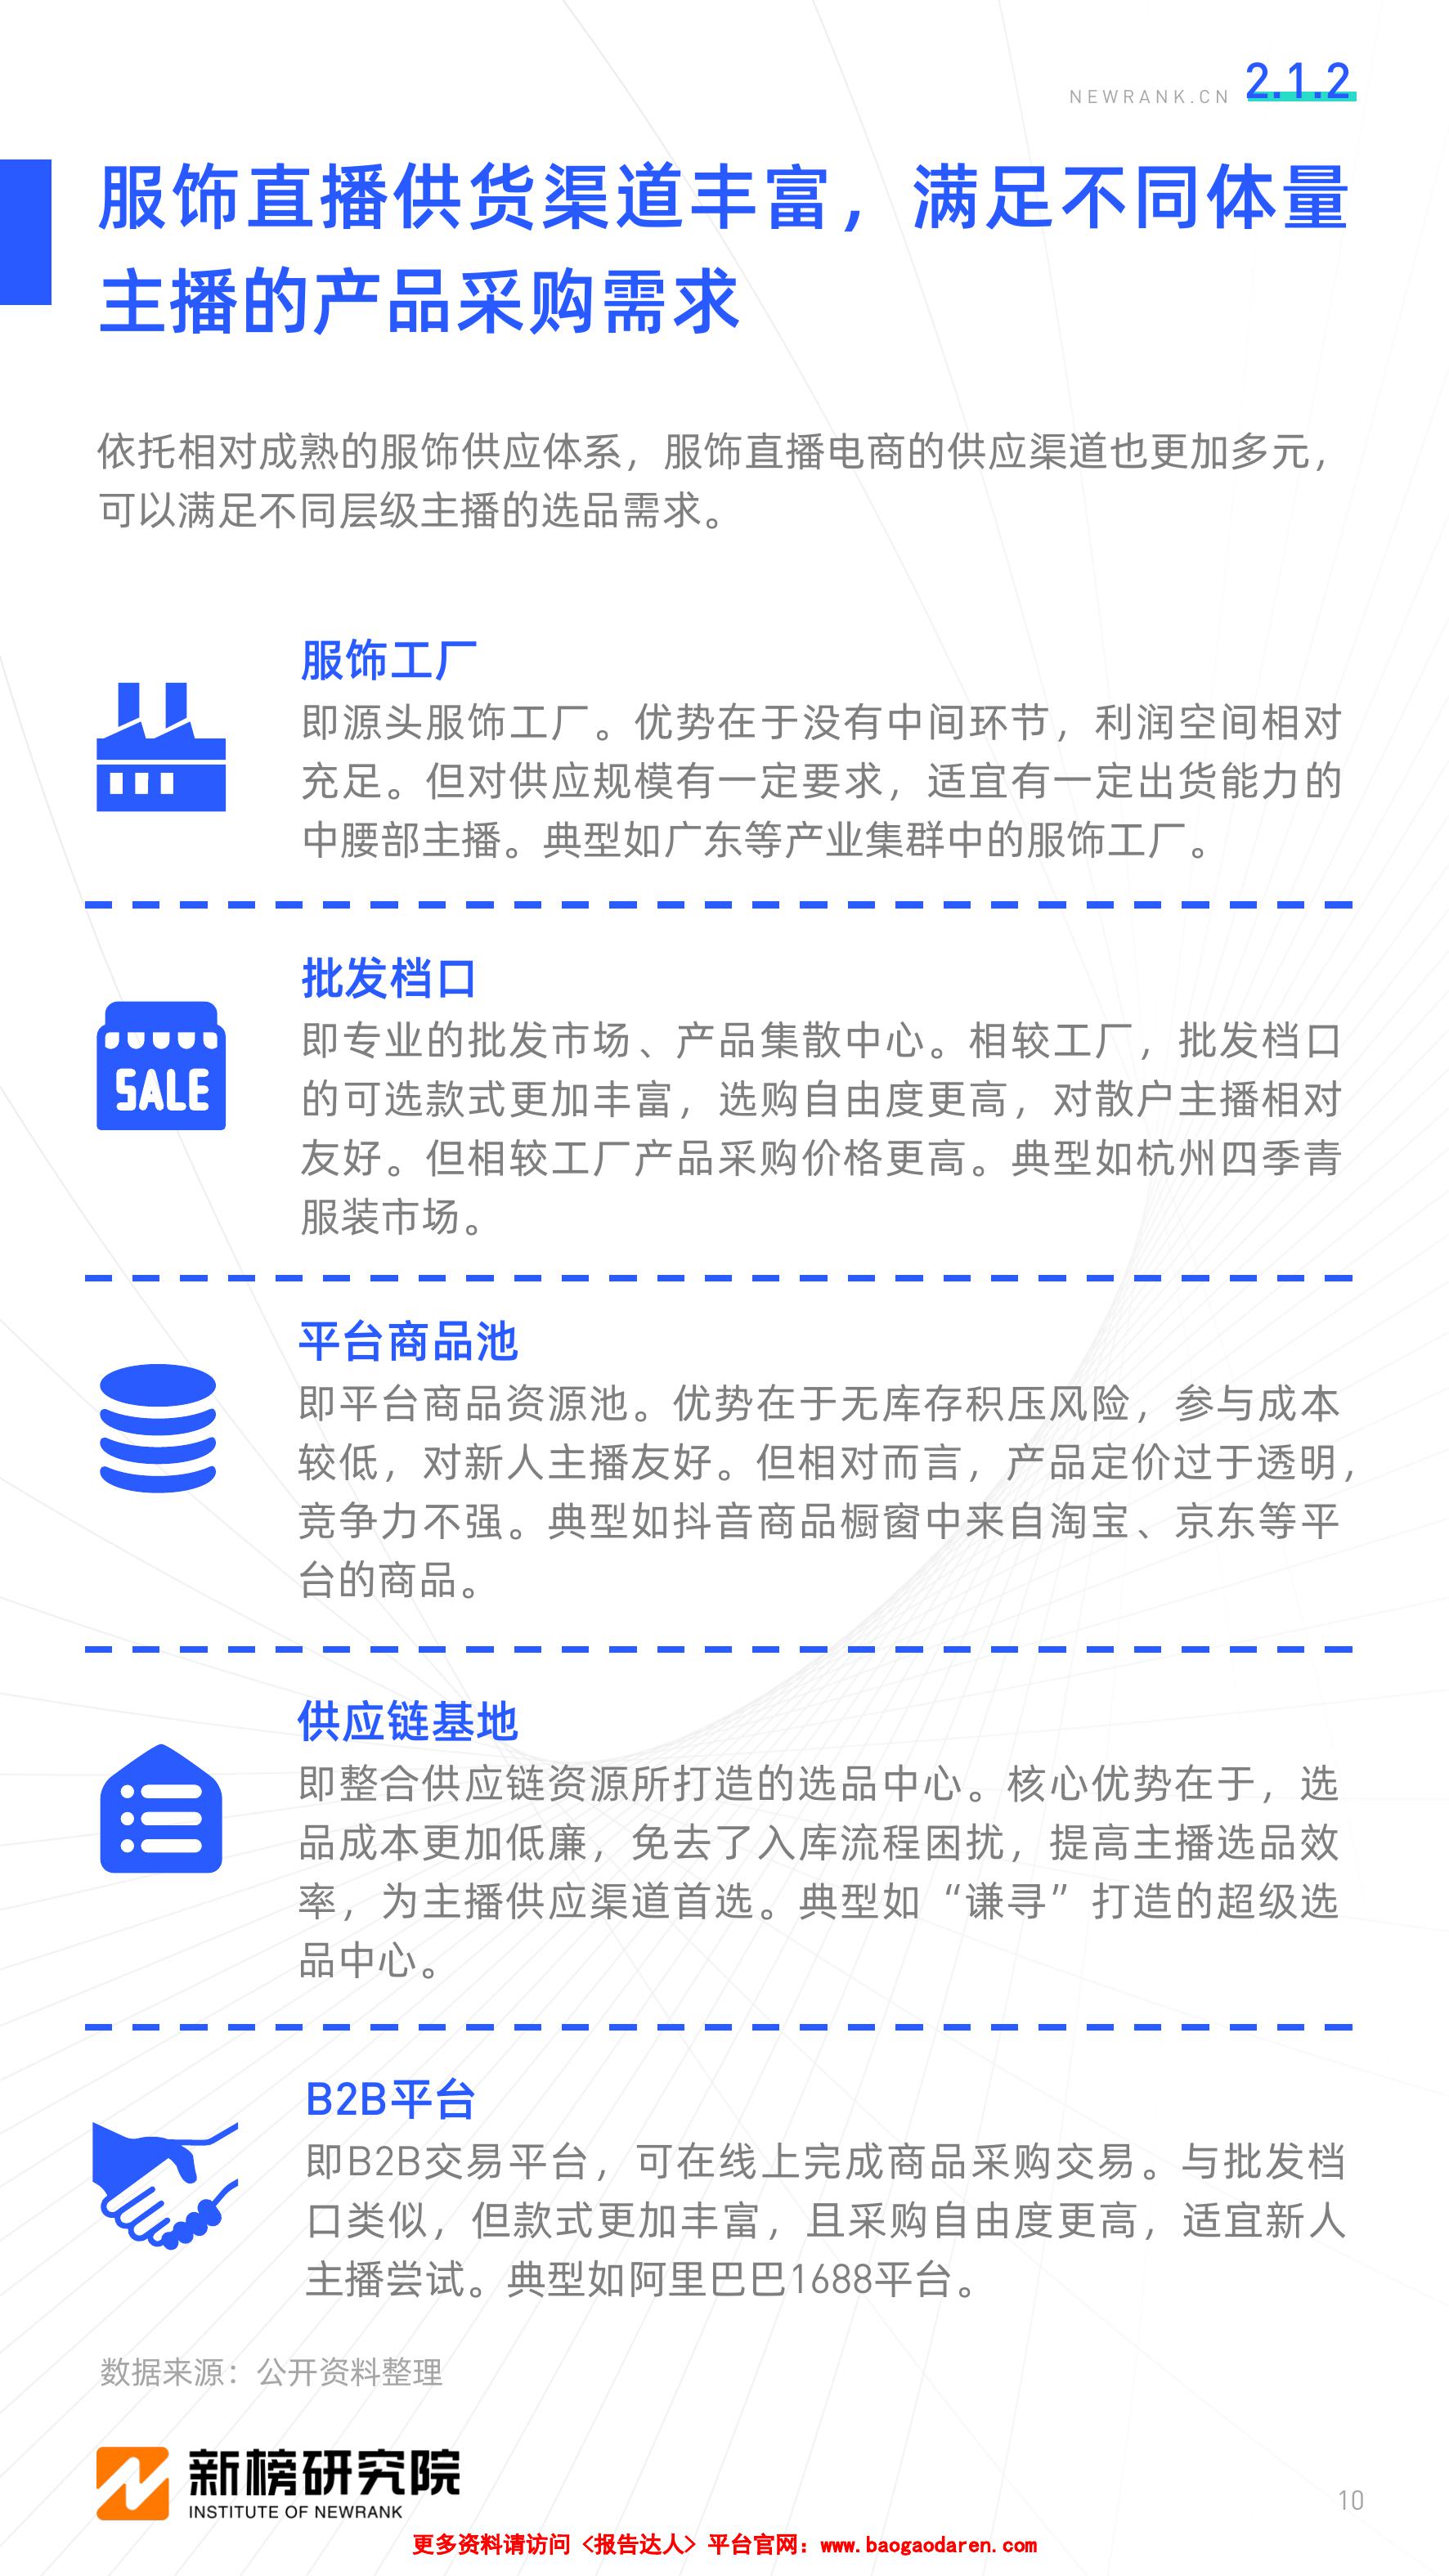 NEWRANK.CN 2.1.2
服饰直播供货渠道丰富，满足不同体量
主播的产品采购需求
依托相对成熟的服饰供应体系，服饰直播电商的供应渠道也更加多元，
可以满足不同层级主播的选品需求。
服饰工厂
即源头服饰工厂。优势在于没有中间环节，利润空间相对
充足。但对供应规模有一定要求，适宜有一定出货能力的
中腰部主播。典型如广东等产业集群中的服饰工厂。
批发档口
SALE
即专业的批发市场、产品集散中心。相较工厂，批发档口
的可选款式更加丰富，选购自由度更高，对散户主播相对
友好。但相较工厂产品采购价格更高。典型如杭州四季青
服装市场。
平台商品池
即平台商品资源池。优势在于无库存积压风险，参与成本
较低，对新人主播友好。但相对而言，产品定价过于透明，
竞争力不强。典型如抖音商品橱窗中来自淘宝、京东等平
台的商品。
供应链基地
即整合供应链资源所打造的选品中心。核心优势在于，选
品成本更加低廉，免去了入库流程困扰，提高主播选品效
率，为主播供应渠道首选。典型如“谦寻”打造的超级选
品中心。
B2B平台
即B2B交易平台，可在线上完成商品采购交易。与批发档
口类似，但款式更加丰富，且采购自由度更高，适宜新人
主播尝试。典型如阿里巴巴1688平台。
数据来源：公开资料整理
新榜研究院
INSTITUTE OF NEWRANK
10
更多资料请访问《报告达人》平台官网：www.baogaodaren.com